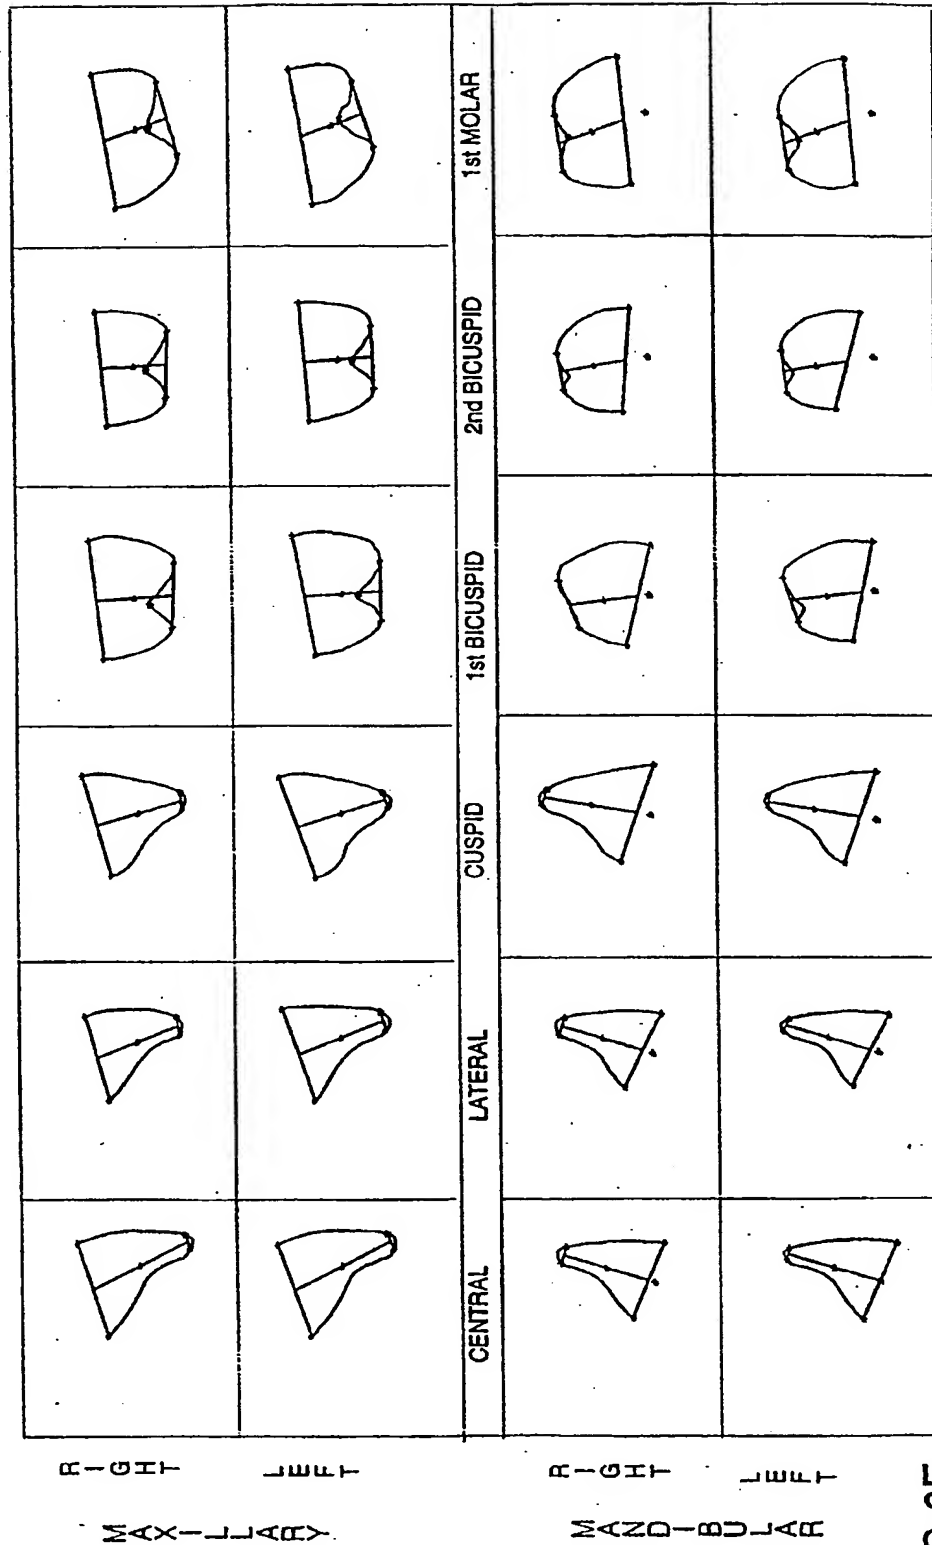 MAXILLARY
RIGHT
LEFT
CENTRAL LATERAL CUSPID 1st BICUSPID 2nd BICUSPID 1st MOLAR
MANDIBULAR
RIGHT
LEFT